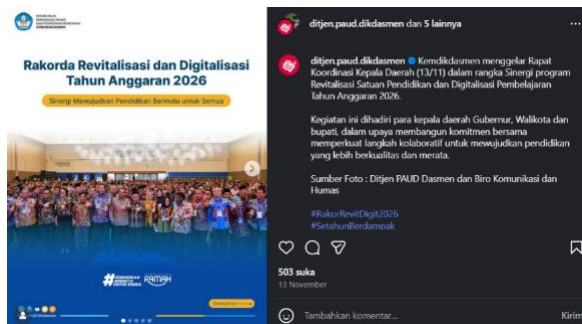 Rakorda Revitalisasi dan Digitalisasi
Tahun Anggaran 2026
Sinergi Mewujudkan Pendidikan Bermutu untuk Semua
RAMAH
ditjen.paud.dikdasmen dan 5 lainnya
ditjen.paud.dikdasmen Kemdikdasmen menggelar Rapat
Koordinasi Kepala Daerah (13/11) dalam rangka Sinergi program
Revitalisasi Satuan Pendidikan dan Digitalisasi Pembelajaran
Tahun Anggaran 2026.
Kegiatan ini dihadiri para kepala daerah Gubernur, Walikota dan
bupati, dalam upaya membangun komitmen bersama
memperkuat langkah kolaboratif untuk mewujudkan pendidikan
yang lebih berkualitas dan merata.
Sumber Foto : Ditjen PAUD Dasmen dan Biro Komunikasi dan
Humas
#RakorRevitDigit2026
#SetahunBerdampak
503 suka
13 November
Tambahkan komentar...
Kirim